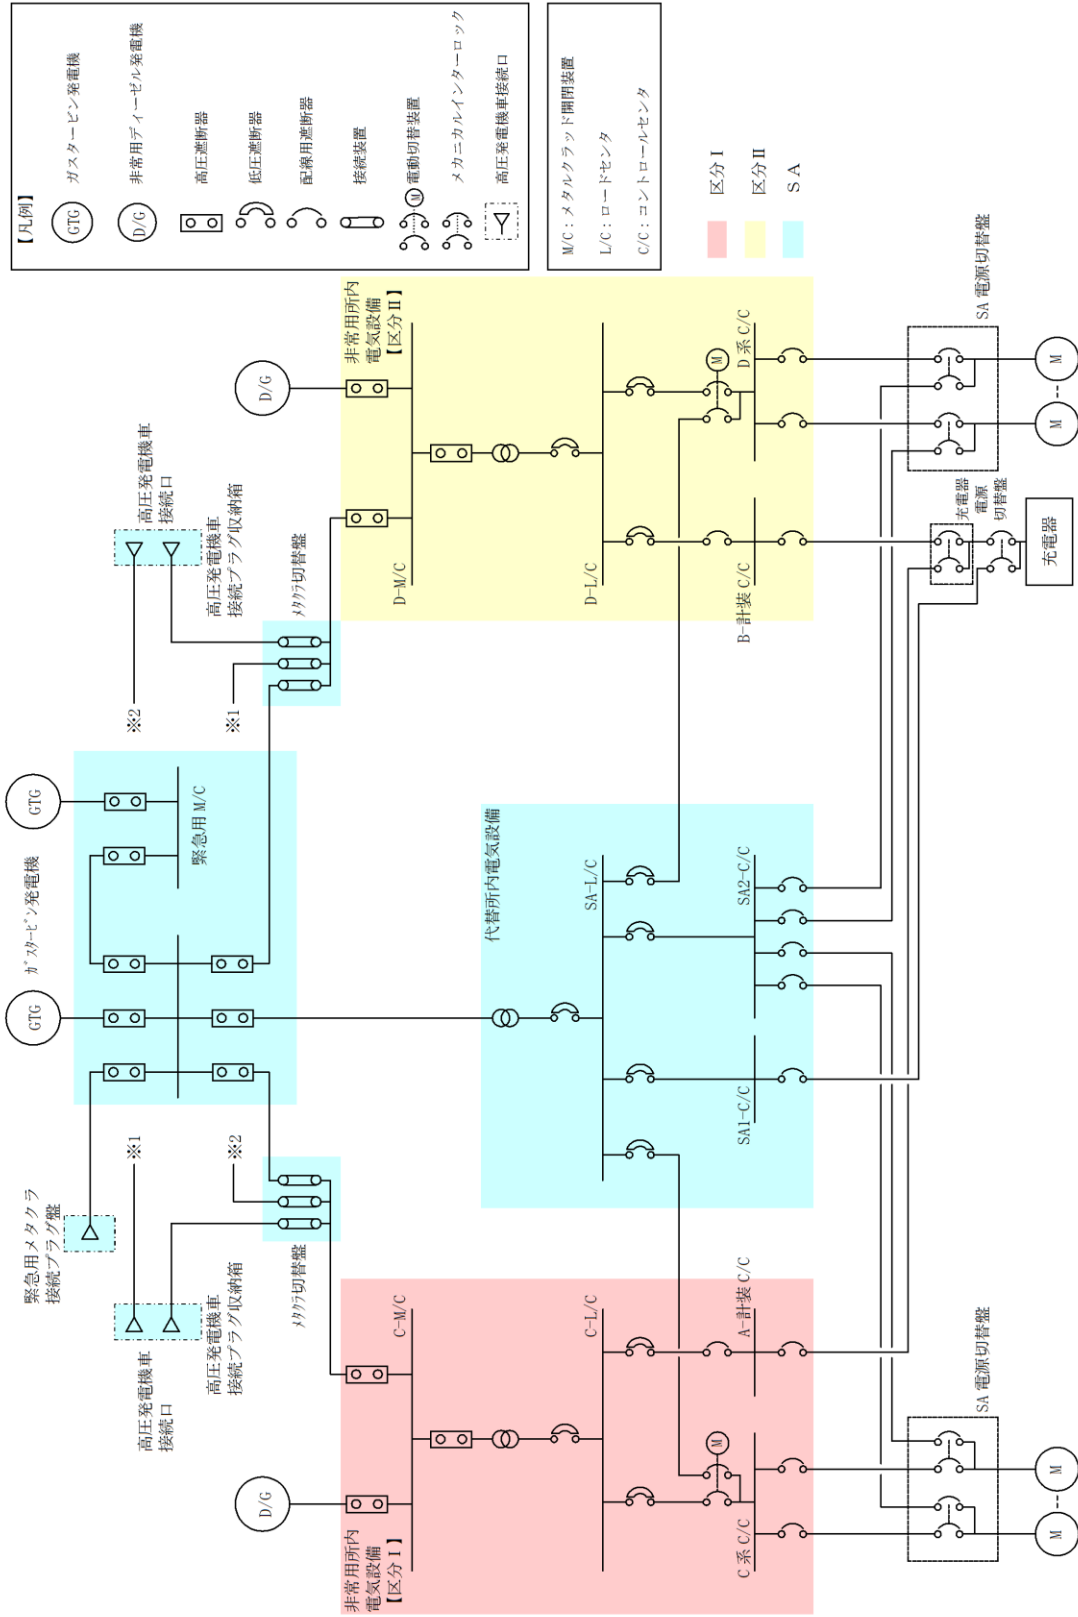 【凡例】
GTG
ガスタービン発電機
D/G
非常用ディーゼル発電機
高圧遮断器
低圧遮断器
配線用遮断器
接続装置
M
電動切替装置
メカニカルインターロック
高圧発電機車接続口
M/C：メタルクラッド開閉装置
L/C：ロードセンタ
C/C：コントロールセンタ
区分Ⅰ
区分Ⅱ
ＳＡ
緊急用メタクラ
接続プラグ盤
GTG
ｶﾞｽﾀｰﾋﾞﾝ発電機
GTG
緊急用 M/C
高圧発電機車
接続口
※1
※2
高圧発電機車
接続プラグ収納箱
ﾒﾀｸﾗ切替盤
高圧発電機車
接続口
※2
※1
高圧発電機車
接続プラグ収納箱
ﾒﾀｸﾗ切替盤
D/G
非常用所内
電気設備
【区分Ⅰ】
C-M/C
C-L/C
M
C 系 C/C
A-計装 C/C
代替所内電気設備
SA-L/C
SA1-C/C
SA2-C/C
D/G
非常用所内
電気設備
【区分Ⅱ】
D-M/C
D-L/C
M
B-計装 C/C
D 系 C/C
SA 電源切替盤
M
M
充電器
電源
切替盤
充電器
SA 電源切替盤
M
M